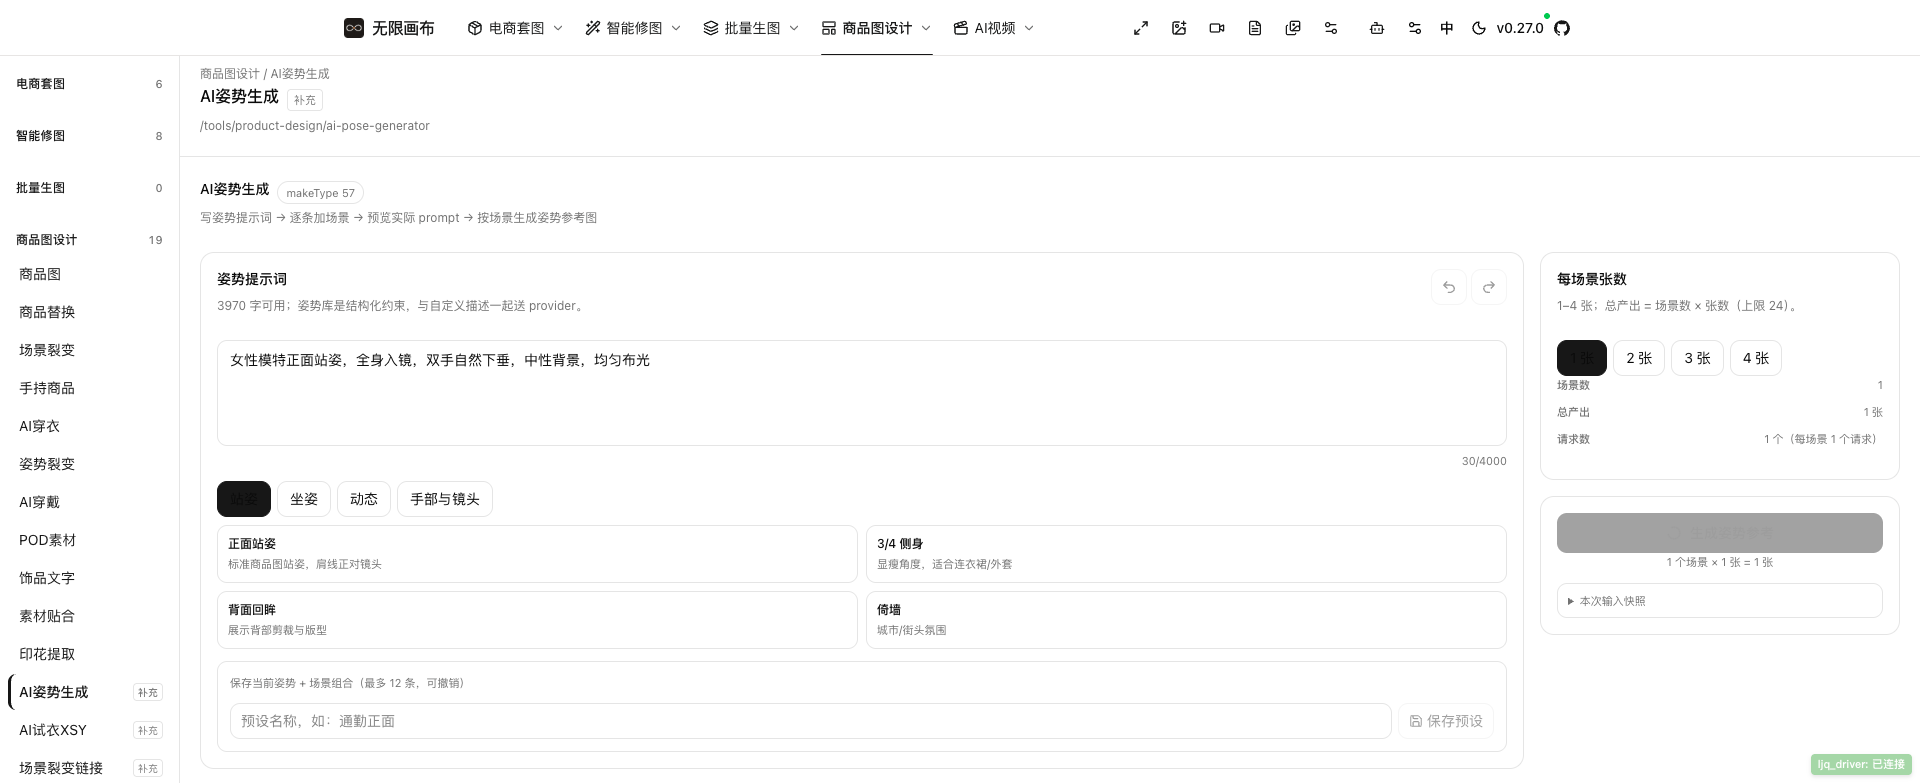 无限画布
电商套图
智能修图
批量生图
商品图设计
AI视频
中
v0.27.0
电商套图 6
智能修图 8
批量生图 0
商品图设计 19
商品图
商品替换
场景裂变
手持商品
AI穿衣
姿势裂变
AI穿戴
POD素材
饰品文字
素材贴合
印花提取
AI姿势生成 补充
AI试衣XSY 补充
场景裂变链接 补充
商品图设计 / AI姿势生成
AI姿势生成 补充
/tools/product-design/ai-pose-generator
AI姿势生成 makeType 57
写姿势提示词 → 逐条加场景 → 预览实际 prompt → 按场景生成姿势参考图
姿势提示词
3970 字可用；姿势库是结构化约束，与自定义描述一起送 provider。
女性模特正面站姿，全身入镜，双手自然下垂，中性背景，均匀布光
30/4000
站姿 坐姿 动态 手部与镜头
正面站姿
标准商品图站姿，肩线正对镜头
3/4 侧身
显瘦角度，适合连衣裙/外套
背面回眸
展示背部剪裁与版型
倚墙
城市/街头氛围
保存当前姿势 + 场景组合（最多 12 条，可撤销）
预设名称，如：通勤正面
保存预设
每场景张数
1–4 张；总产出 = 场景数 × 张数（上限 24）。
1 张 2 张 3 张 4 张
场景数 1
总产出 1 张
请求数 1 个（每场景 1 个请求）
1 个场景 × 1 张 = 1 张
本次输入快照
ljq_driver: 已连接